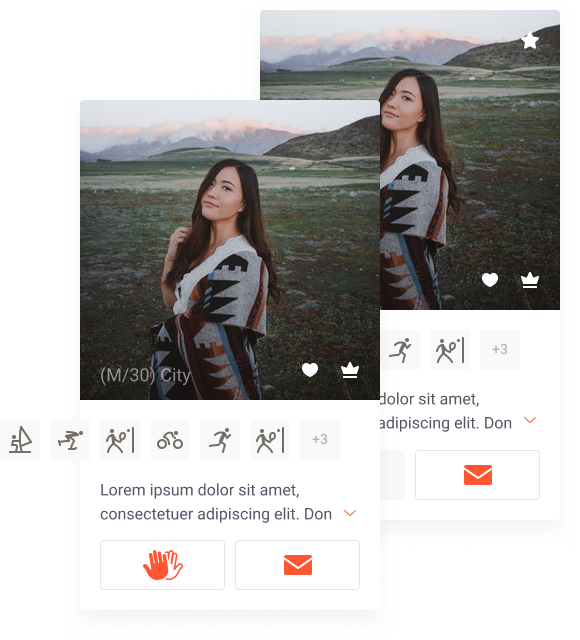 (M/30) City
+3
Lorem ipsum dolor sit amet,
consectetuer adipiscing elit. Don
+3
dolor sit amet,
adipiscing elit. Don